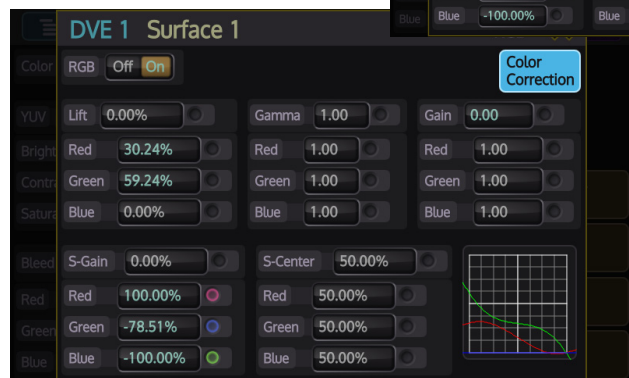 Blue Blue -100.00% Blue
DVE 1 Surface 1
Color RGB Off On Color Correction
YUV Lift 0.00% Gamma 1.00 Gain 0.00
Bright Red 30.24% Red 1.00 Red 1.00
Contr Green 59.24% Green 1.00 Green 1.00
Satura Blue 0.00% Blue 1.00 Blue 1.00
Bleed S-Gain 0.00% S-Center 50.00%
Red Red 100.00% Red 50.00%
Green Green -78.51% Green 50.00%
Blue Blue -100.00% Blue 50.00%